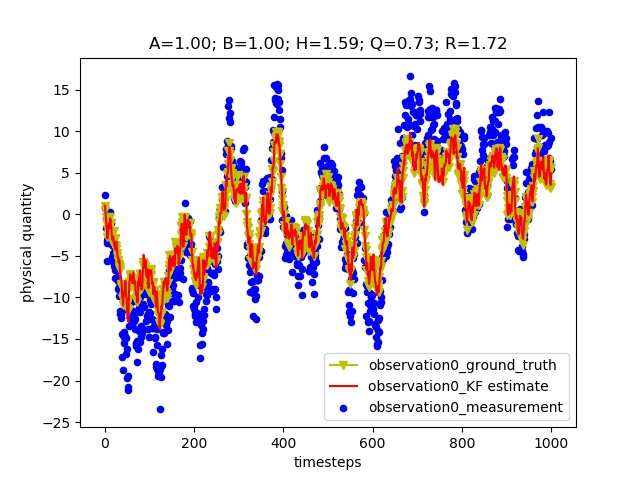 A=1.00; B=1.00; H=1.59; Q=0.73; R=1.72
physical quantity
15
10
5
0
−5
−10
−15
−20
−25
observation0_ground_truth
observation0_KF estimate
observation0_measurement
0 200 400 600 800 1000
timesteps